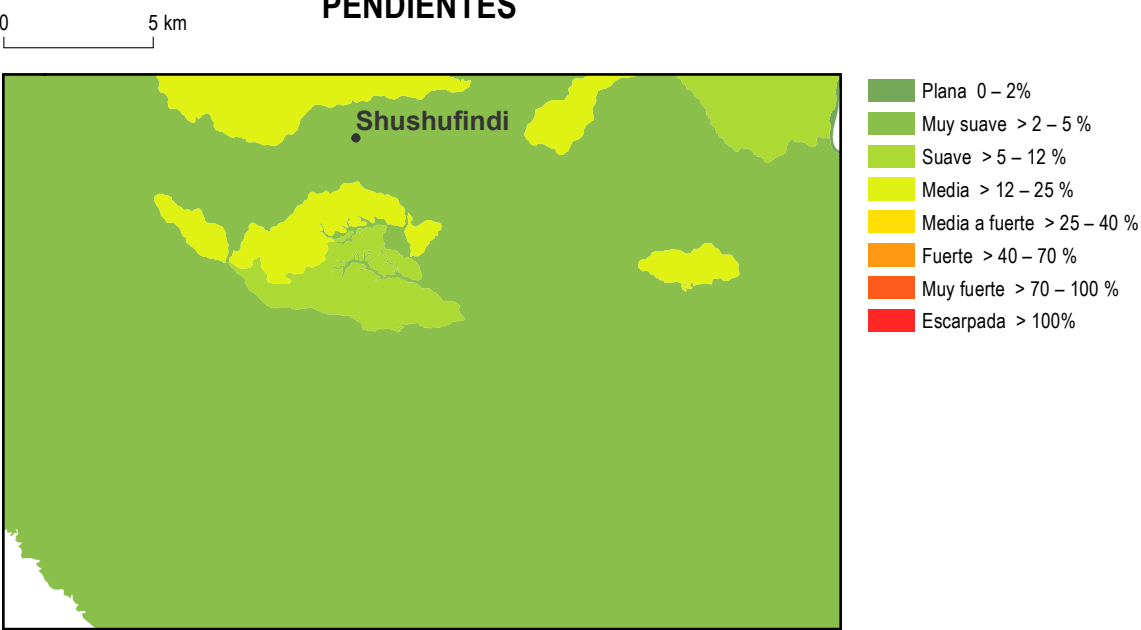 PENDIENTES
0 5 km
Shushufindi
Plana 0 – 2%
Muy suave > 2 – 5 %
Suave > 5 – 12 %
Media > 12 – 25 %
Media a fuerte > 25 – 40 %
Fuerte > 40 – 70 %
Muy fuerte > 70 – 100 %
Escarpada > 100%